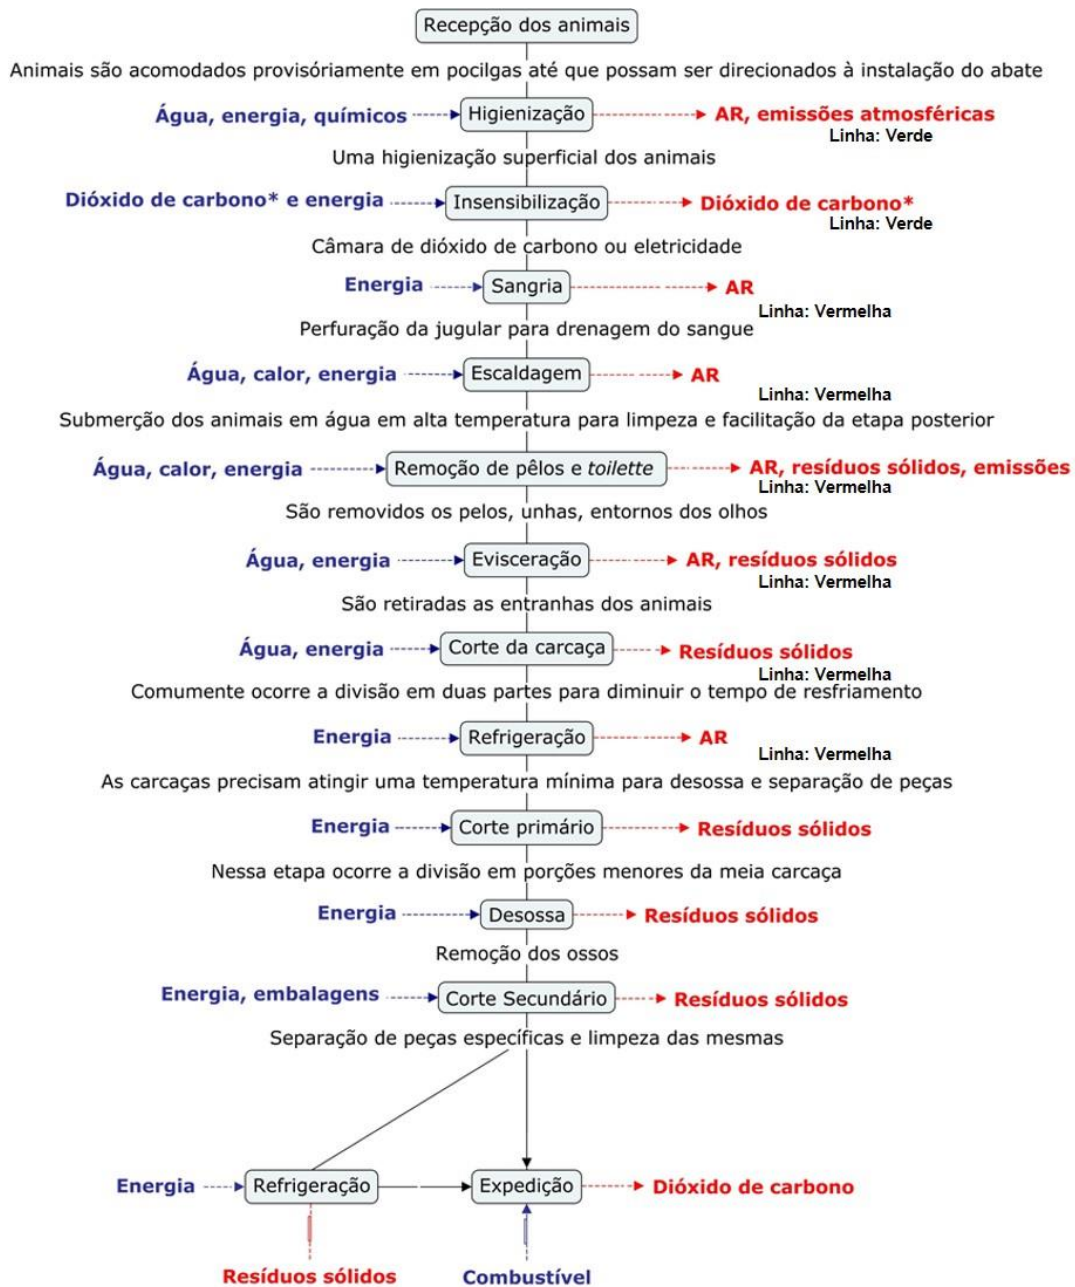 Recepção dos animais
Animais são acomodados provisóriamente em pocilgas até que possam ser direcionados à instalação do abate
Água, energia, químicos Higienização AR, emissões atmosféricas
Linha: Verde
Uma higienização superficial dos animais
Dióxido de carbono* e energia Insensibilização Dióxido de carbono*
Linha: Verde
Câmara de dióxido de carbono ou eletricidade
Energia Sangria AR
Linha: Vermelha
Perfuração da jugular para drenagem do sangue
Água, calor, energia Escaldagem AR
Linha: Vermelha
Submerção dos animais em água em alta temperatura para limpeza e facilitação da etapa posterior
Água, calor, energia Remoção de pêlos e toilette AR, resíduos sólidos, emissões
Linha: Vermelha
São removidos os pelos, unhas, entornos dos olhos
Água, energia Evisceração AR, resíduos sólidos
Linha: Vermelha
São retiradas as entranhas dos animais
Água, energia Corte da carcaça Resíduos sólidos
Linha: Vermelha
Comumente ocorre a divisão em duas partes para diminuir o tempo de resfriamento
Energia Refrigeração AR
Linha: Vermelha
As carcaças precisam atingir uma temperatura mínima para desossa e separação de peças
Energia Corte primário Resíduos sólidos
Nessa etapa ocorre a divisão em porções menores da meia carcaça
Energia Desossa Resíduos sólidos
Remoção dos ossos
Energia, embalagens Corte Secundário Resíduos sólidos
Separação de peças específicas e limpeza das mesmas
Energia Refrigeração Expedição Dióxido de carbono
Resíduos sólidos Combustível